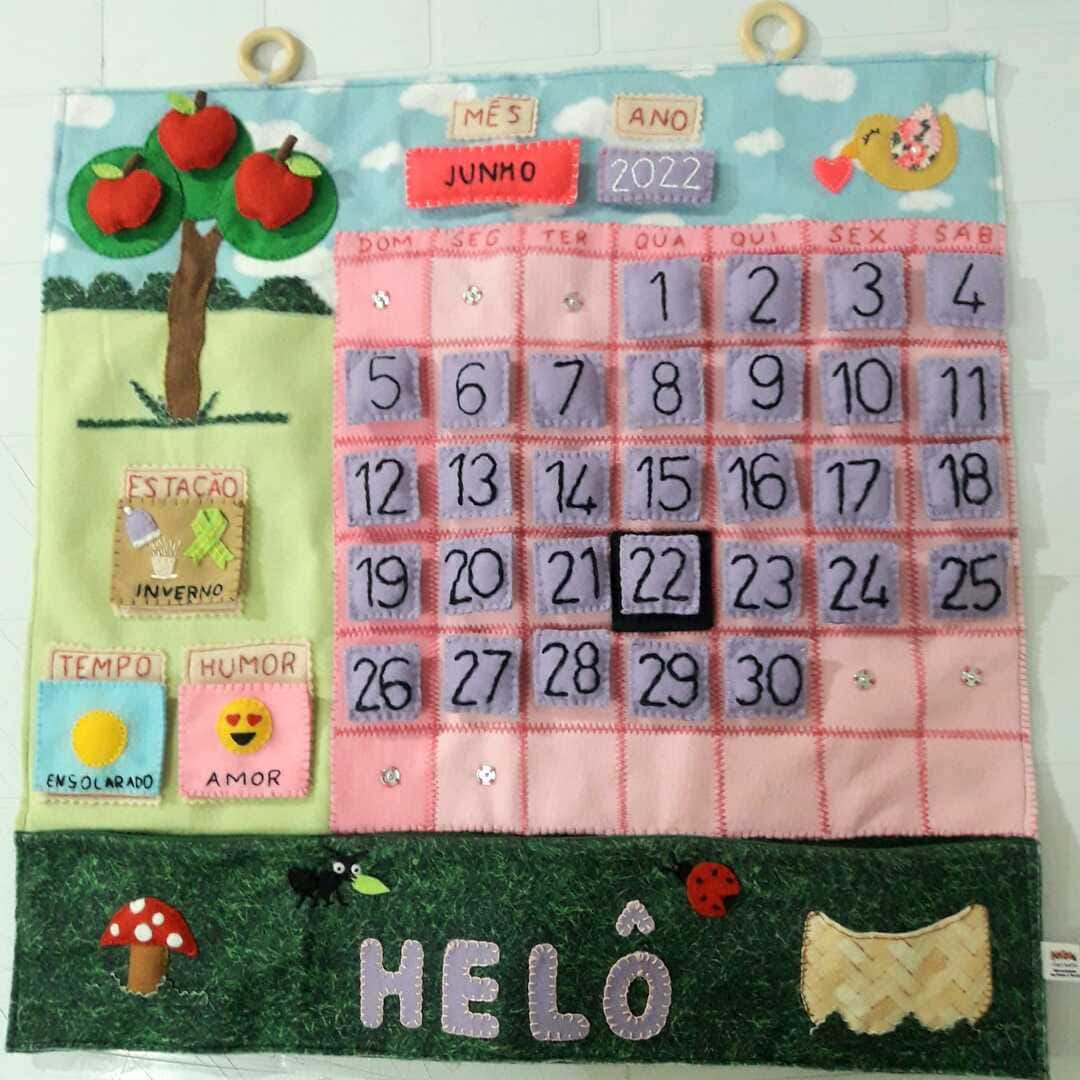 MÊS ANO
JUNHO 2022
DOM SEG TER QUA QUI SEX SAB
1 2 3 4
5 6 7 8 9 10 11
12 13 14 15 16 17 18
19 20 21 22 23 24 25
26 27 28 29 30
ESTAÇÃO
INVERNO
TEMPO HUMOR
ENSOLARADO AMOR
HELÔ